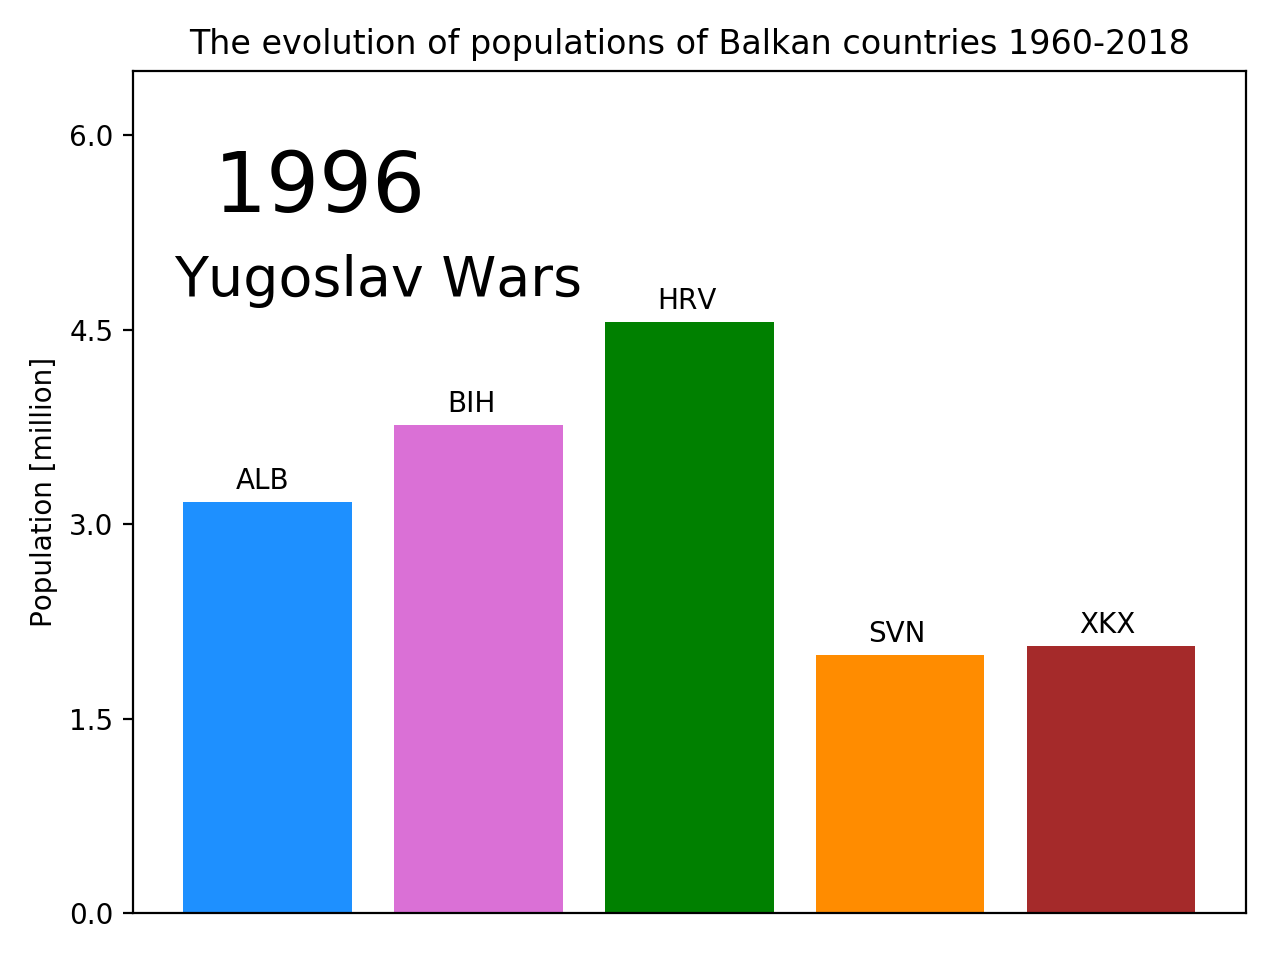 The evolution of populations of Balkan countries 1960-2018
6.0
1996
Yugoslav Wars
HRV
4.5
BIH
ALB
Population [million]
3.0
XKX
SVN
1.5
0.0